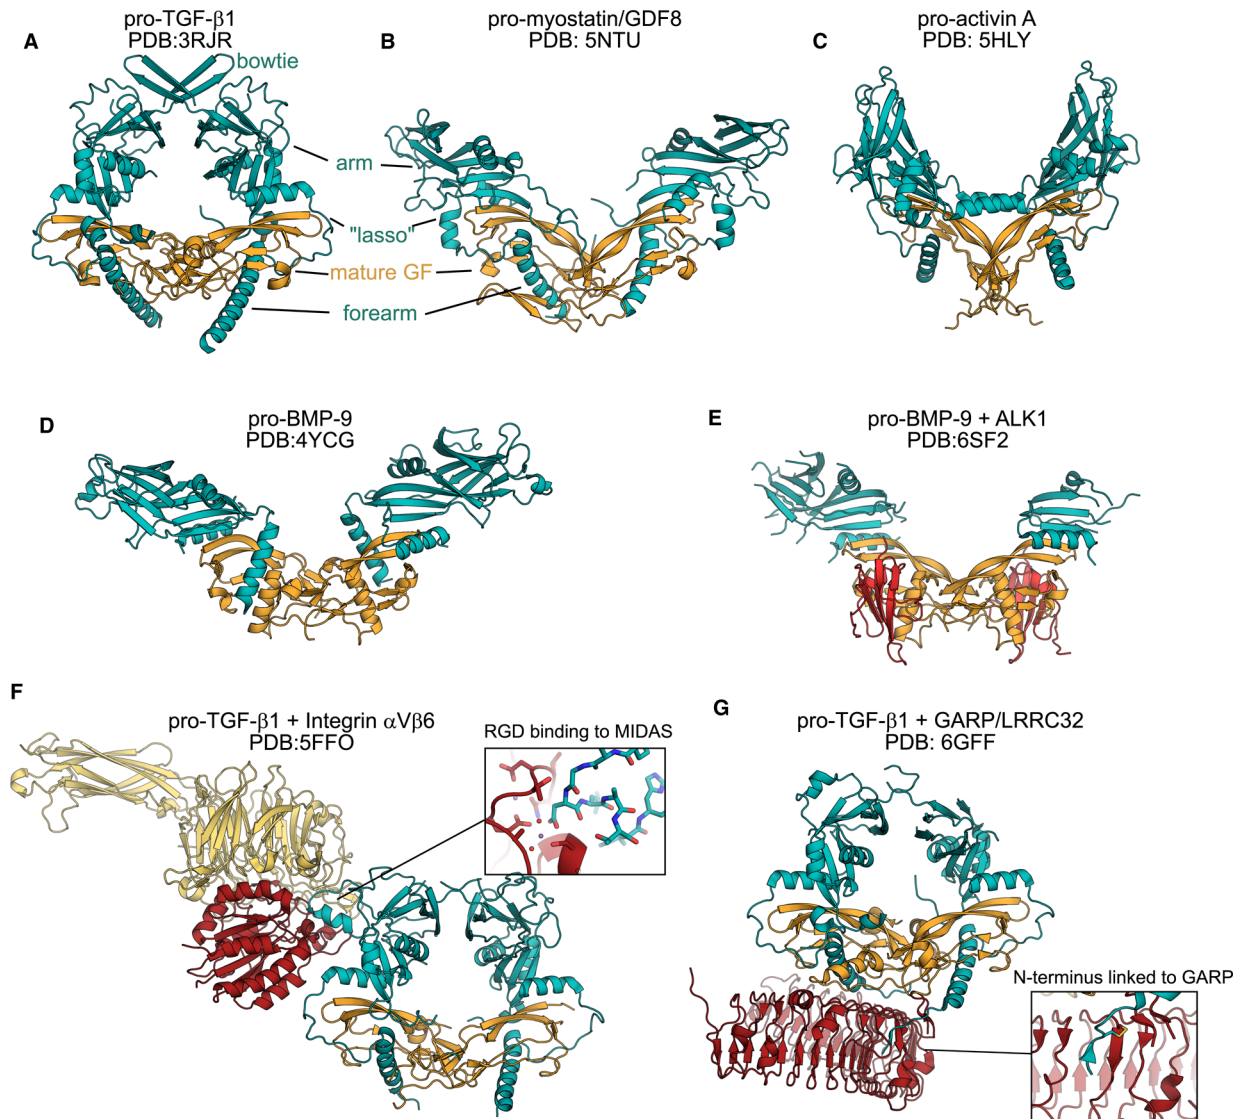 A
pro-TGF-β1
PDB:3RJR
bowtie
B
pro-myostatin/GDF8
PDB: 5NTU
C
pro-activin A
PDB: 5HLY
arm
"lasso"
mature GF
forearm
D
pro-BMP-9
PDB:4YCG
E
pro-BMP-9 + ALK1
PDB:6SF2
F
pro-TGF-β1 + Integrin αVβ6
PDB:5FFO
RGD binding to MIDAS
G
pro-TGF-β1 + GARP/LRRC32
PDB: 6GFF
N-terminus linked to GARP